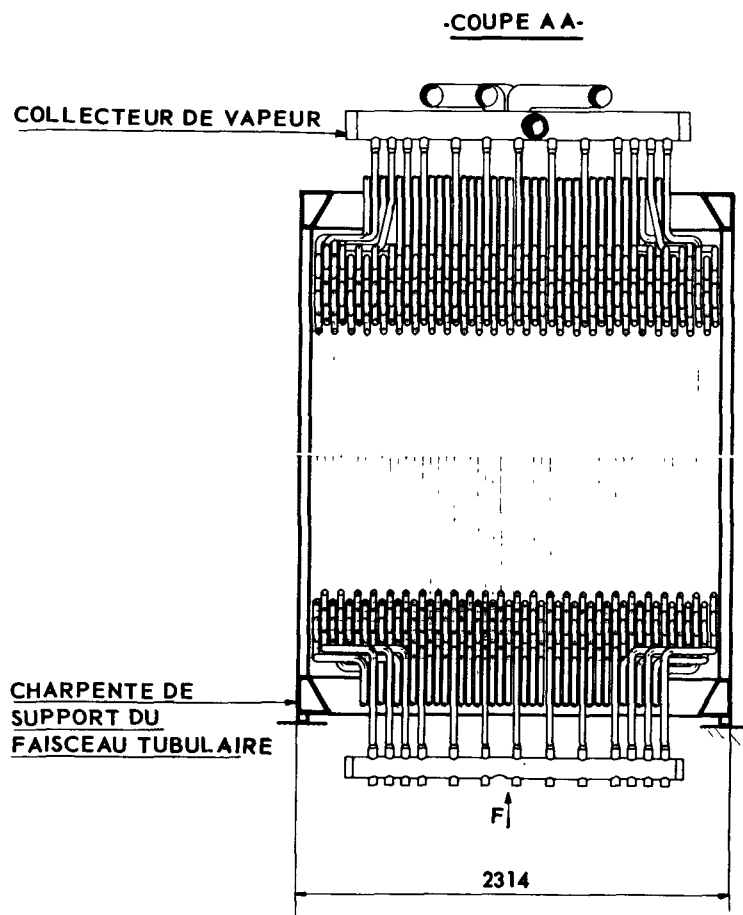 -COUPE AA-
COLLECTEUR DE VAPEUR
CHARPENTE DE
SUPPORT DU
FAISCEAU TUBULAIRE
F
2314